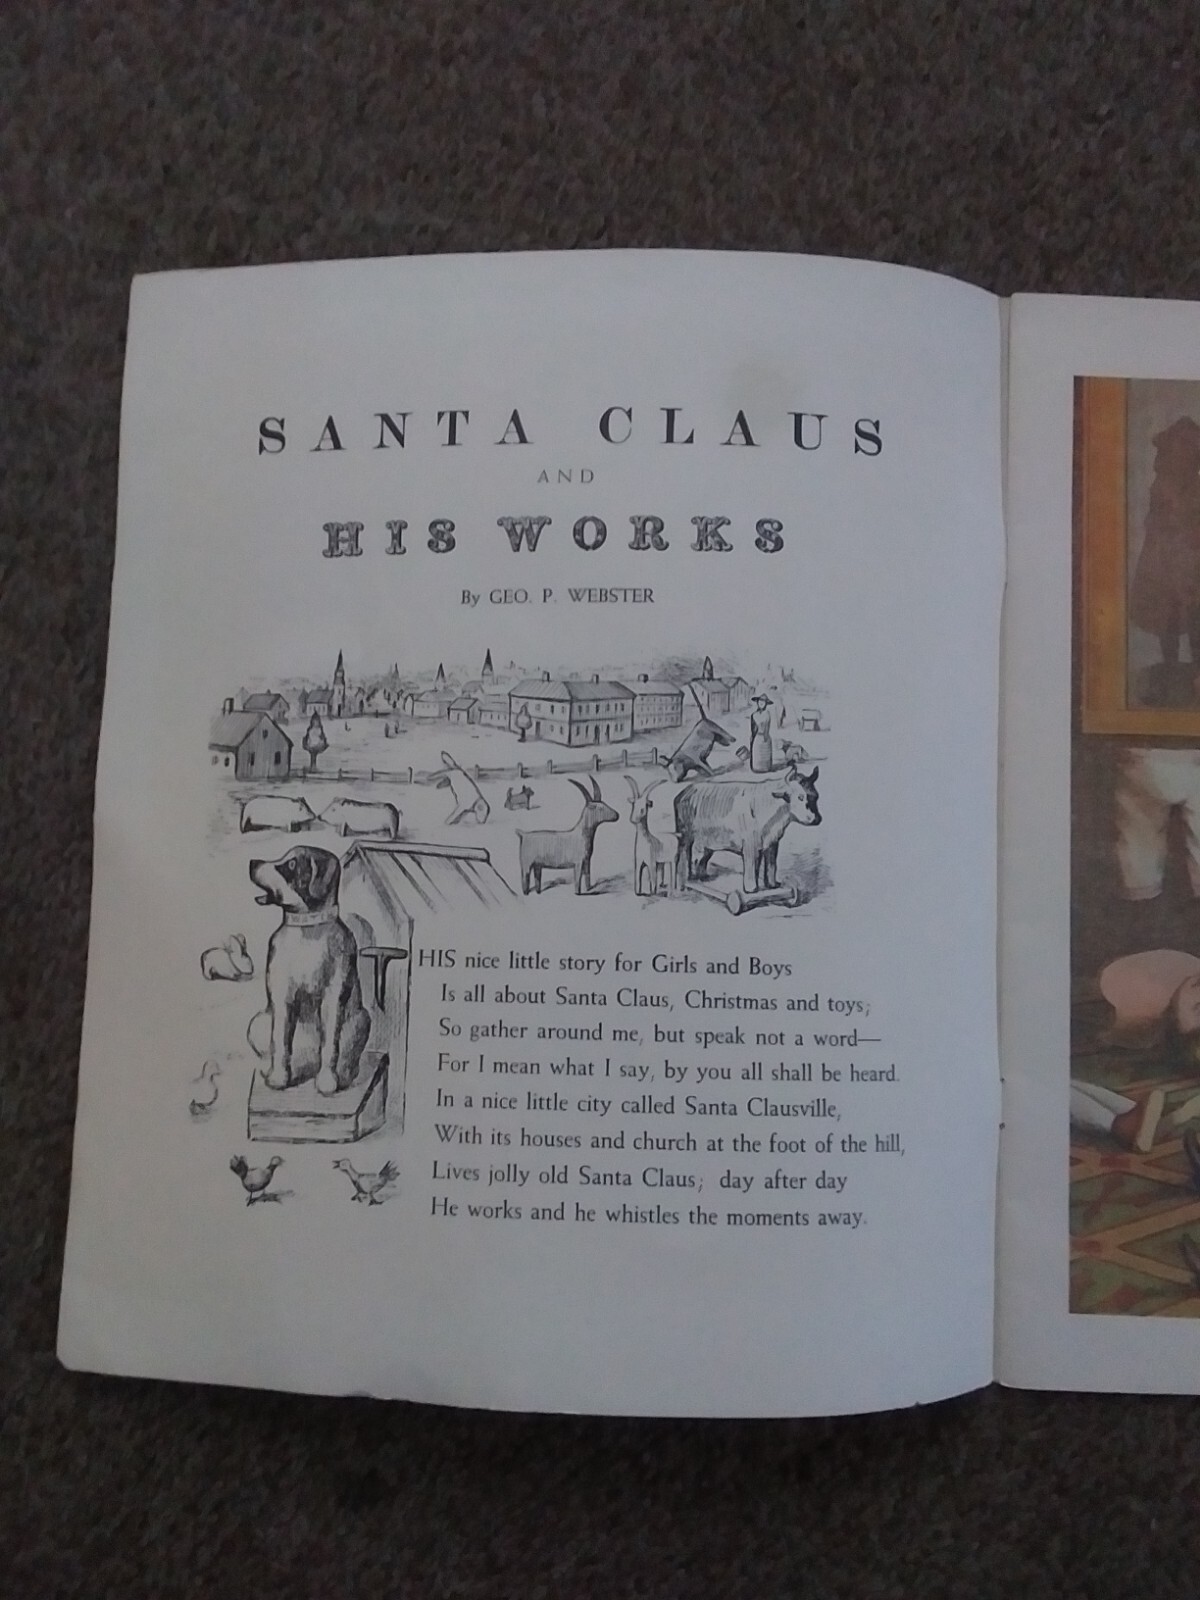 SANTA CLAUS
AND
HIS WORKS
By GEO. P. WEBSTER
THIS nice little story for Girls and Boys
Is all about Santa Claus, Christmas and toys;
So gather around me, but speak not a word—
For I mean what I say, by you all shall be heard.
In a nice little city called Santa Clausville,
With its houses and church at the foot of the hill,
Lives jolly old Santa Claus; day after day
He works and he whistles the moments away.